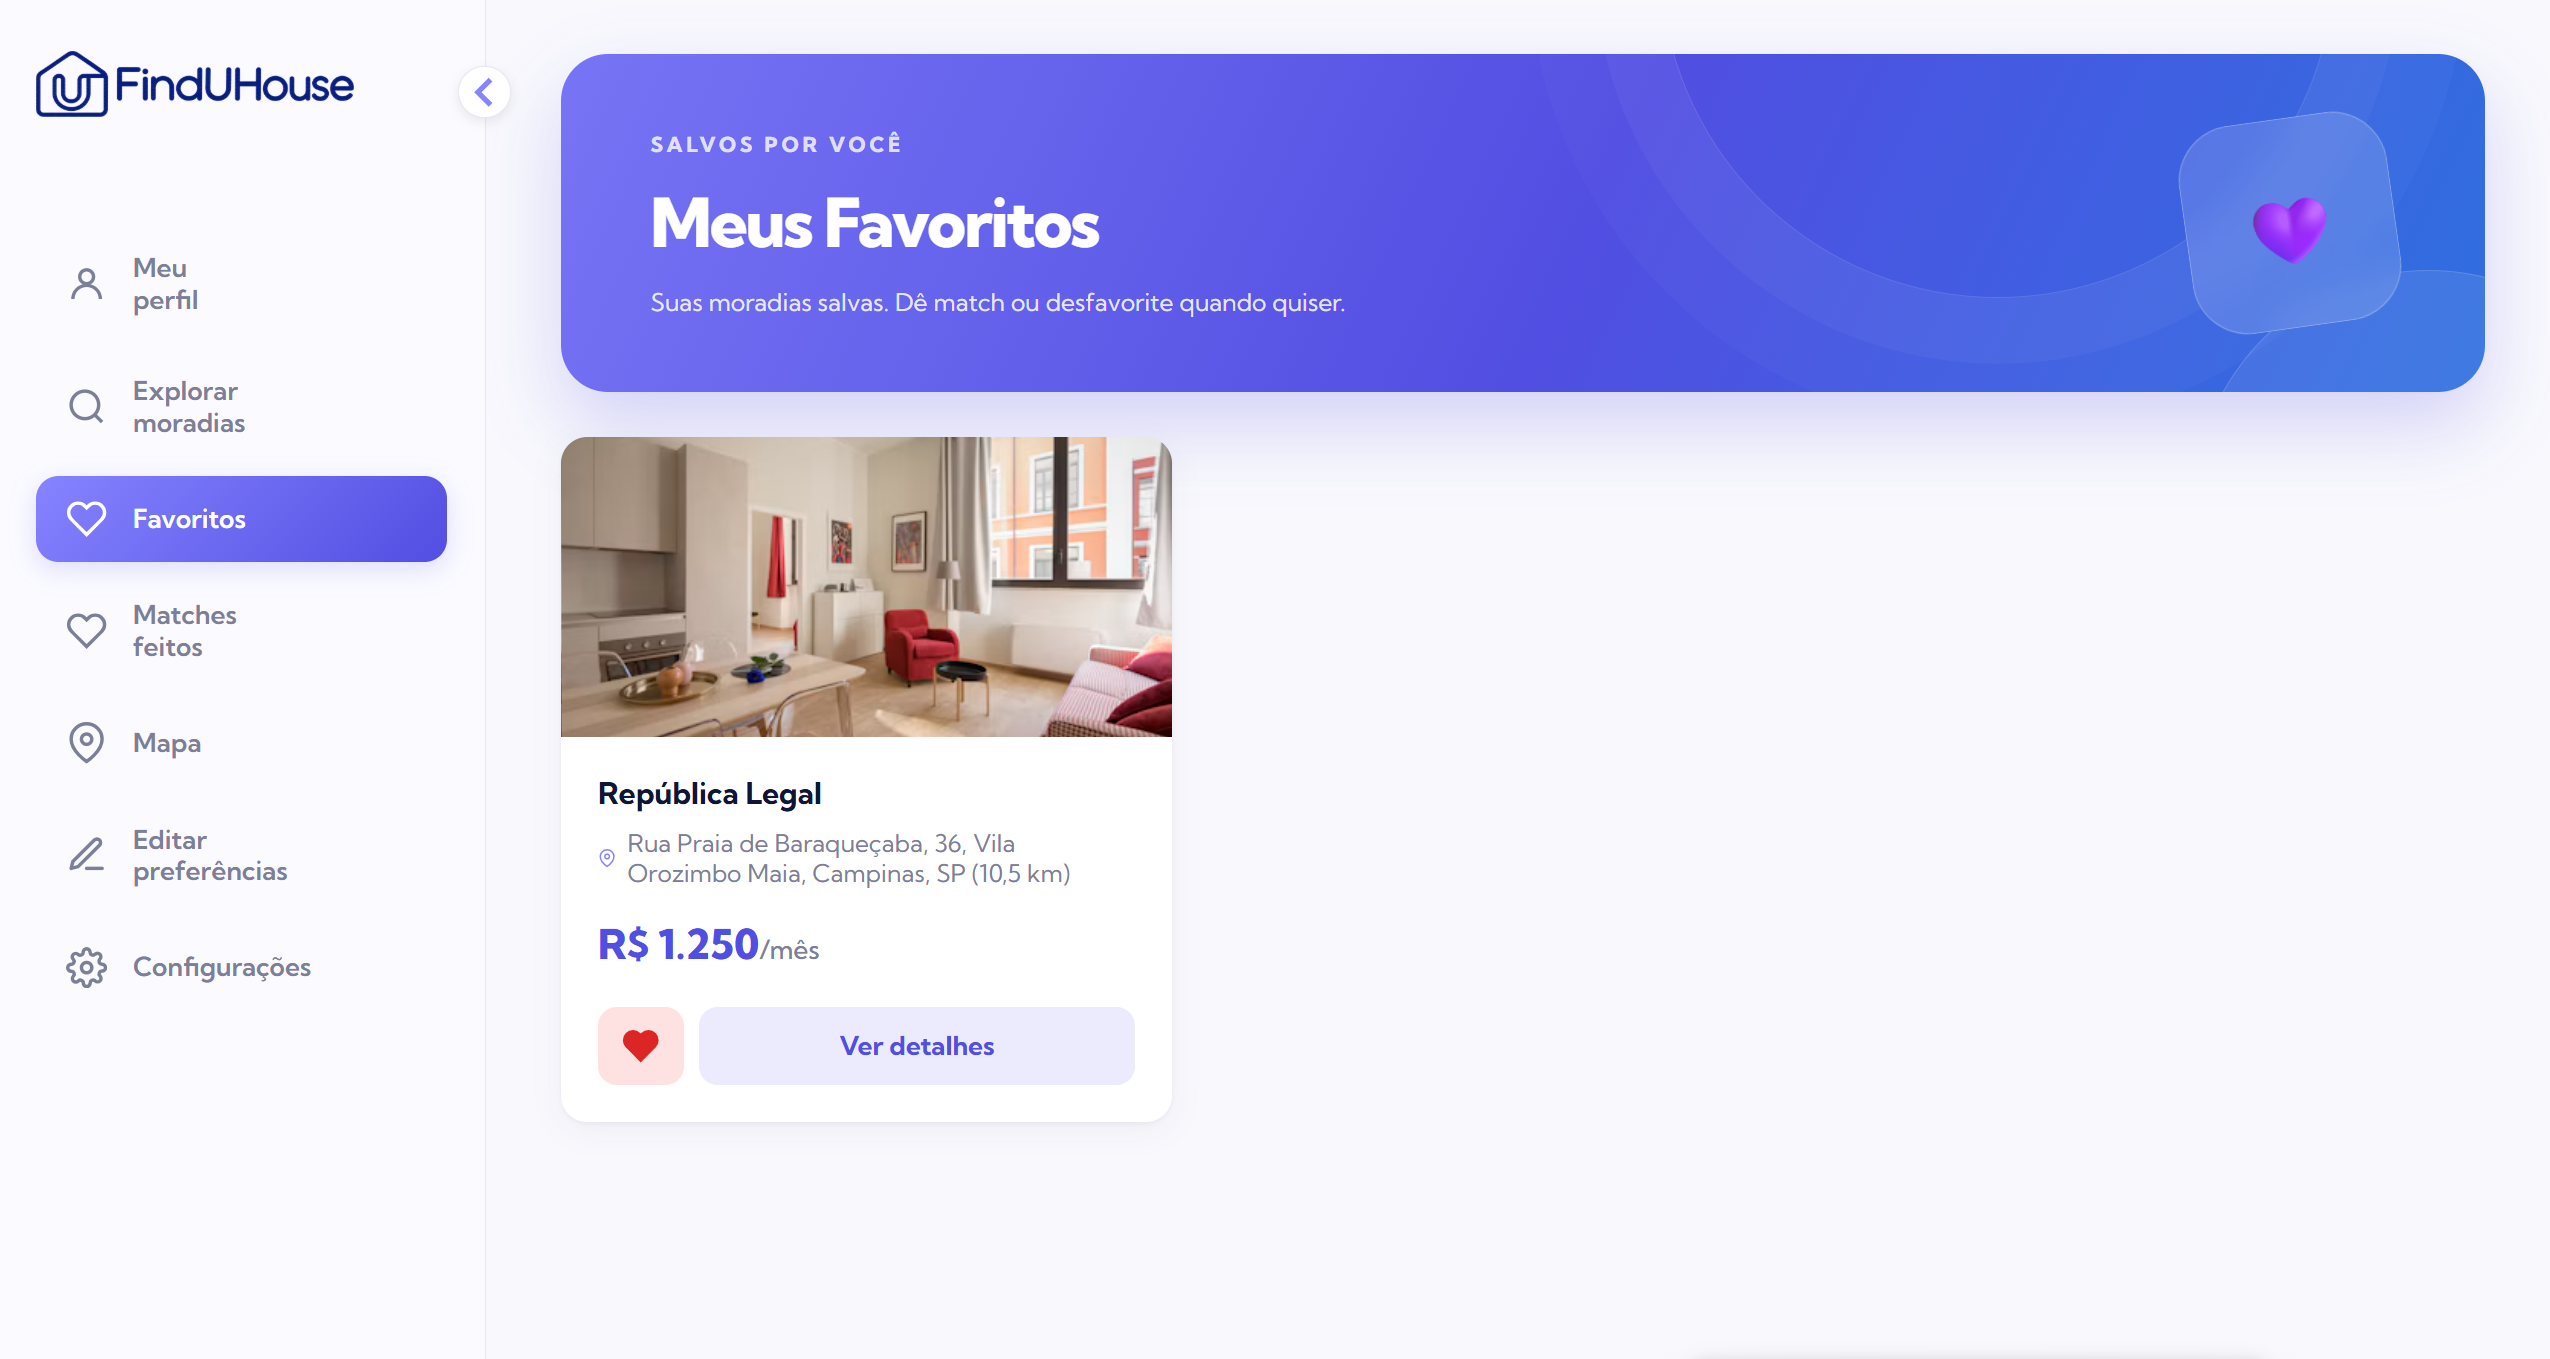 FindUHouse
Meu
perfil
Explorar
moradias
Favoritos
Matches
feitos
Mapa
Editar
preferências
Configurações
SALVOS POR VOCÊ
Meus Favoritos
Suas moradias salvas. Dê match ou desfavorite quando quiser.
República Legal
Rua Praia de Baraqueçaba, 36, Vila
Orozimbo Maia, Campinas, SP (10,5 km)
R$ 1.250/mês
Ver detalhes